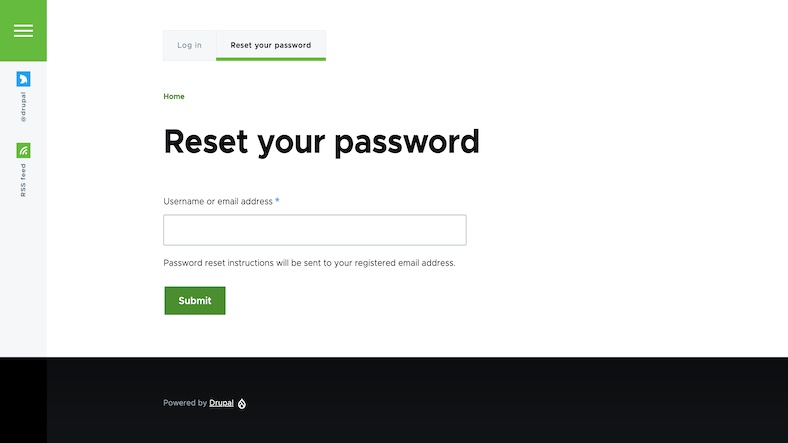 Log in
Reset your password
@drupal
RSS feed
Home
Reset your password
Username or email address *
Password reset instructions will be sent to your registered email address.
Submit
Powered by Drupal